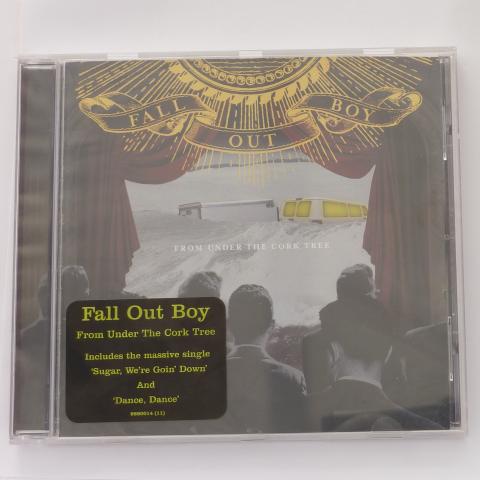 FALL OUT BOY
FROM UNDER THE CORK TREE
Fall Out Boy
From Under The Cork Tree
Includes the massive single
'Sugar, We're Goin' Down'
And
'Dance, Dance'